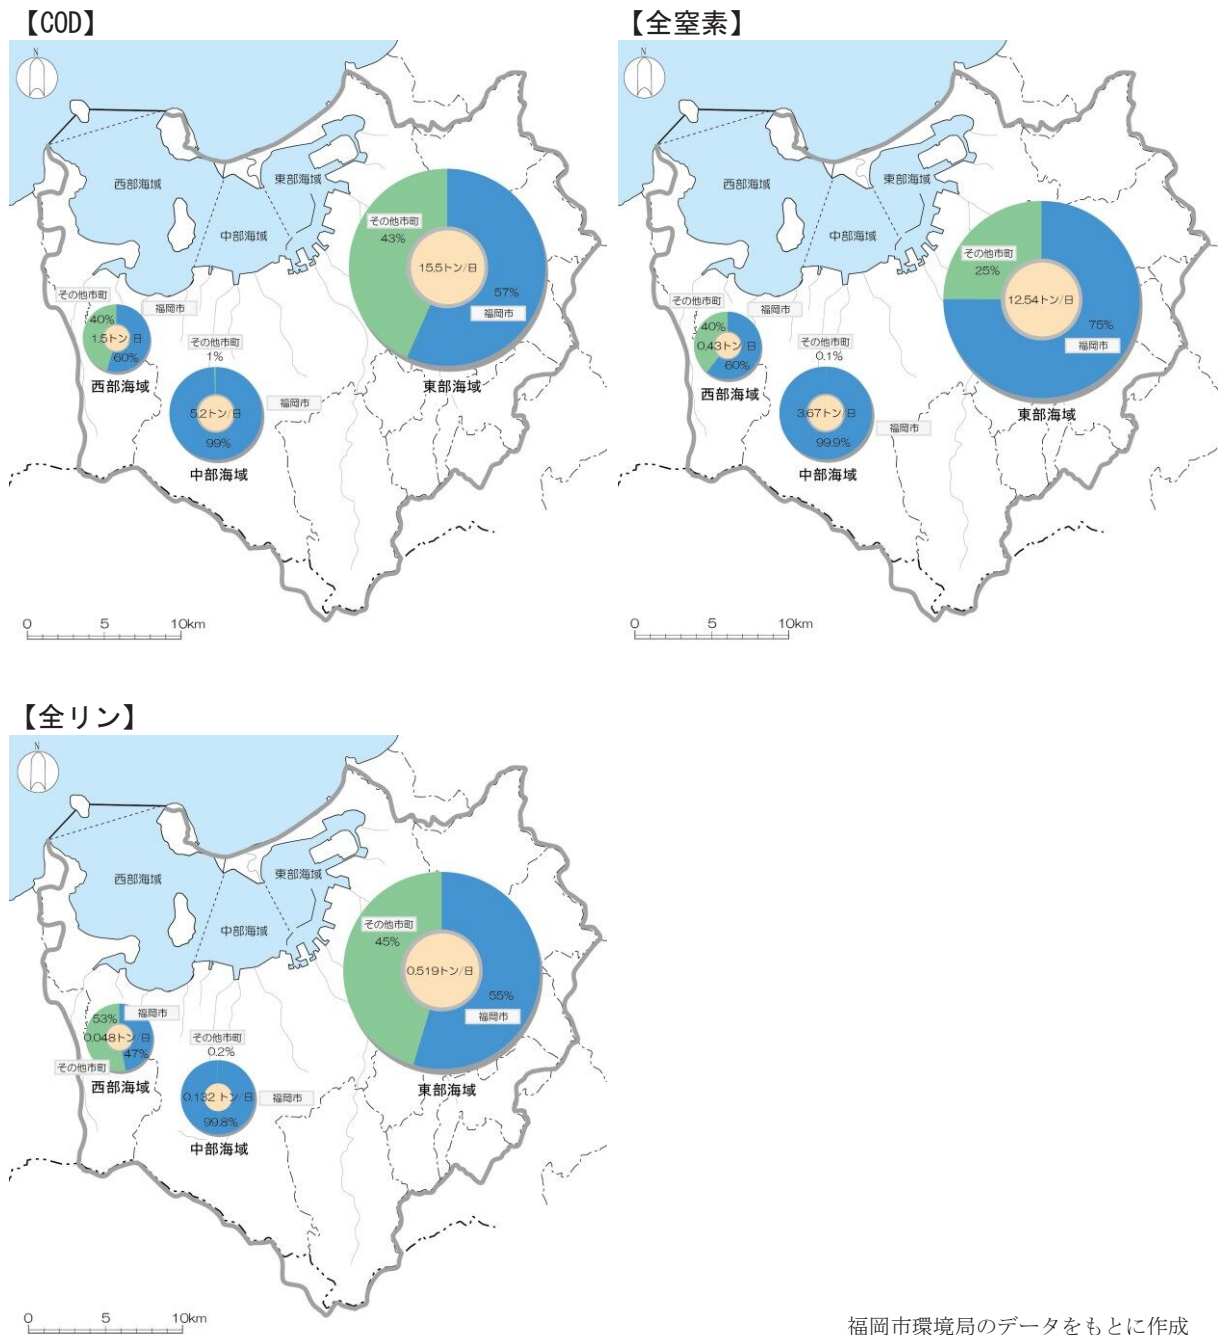 【COD】
N
西部海域
東部海域
中部海域
その他市町
43%
15.5トン/日
57%
福岡市
東部海域
その他市町
福岡市
40%
1.5トン/日
60%
西部海域
その他市町
1%
5.2トン/日
福岡市
99%
中部海域
0 5 10km
【全窒素】
N
西部海域
東部海域
中部海域
その他市町
25%
12.54トン/日
75%
福岡市
東部海域
その他市町
福岡市
40%
0.43トン/日
60%
西部海域
その他市町
0.1%
3.67トン/日
福岡市
99.9%
中部海域
0 5 10km
【全リン】
N
西部海域
東部海域
中部海域
その他市町
45%
0.519トン/日
55%
福岡市
東部海域
53%
福岡市
0.048トン/日
47%
その他市町
西部海域
その他市町
0.2%
0.132トン/日
福岡市
99.8%
中部海域
0 5 10km
福岡市環境局のデータをもとに作成